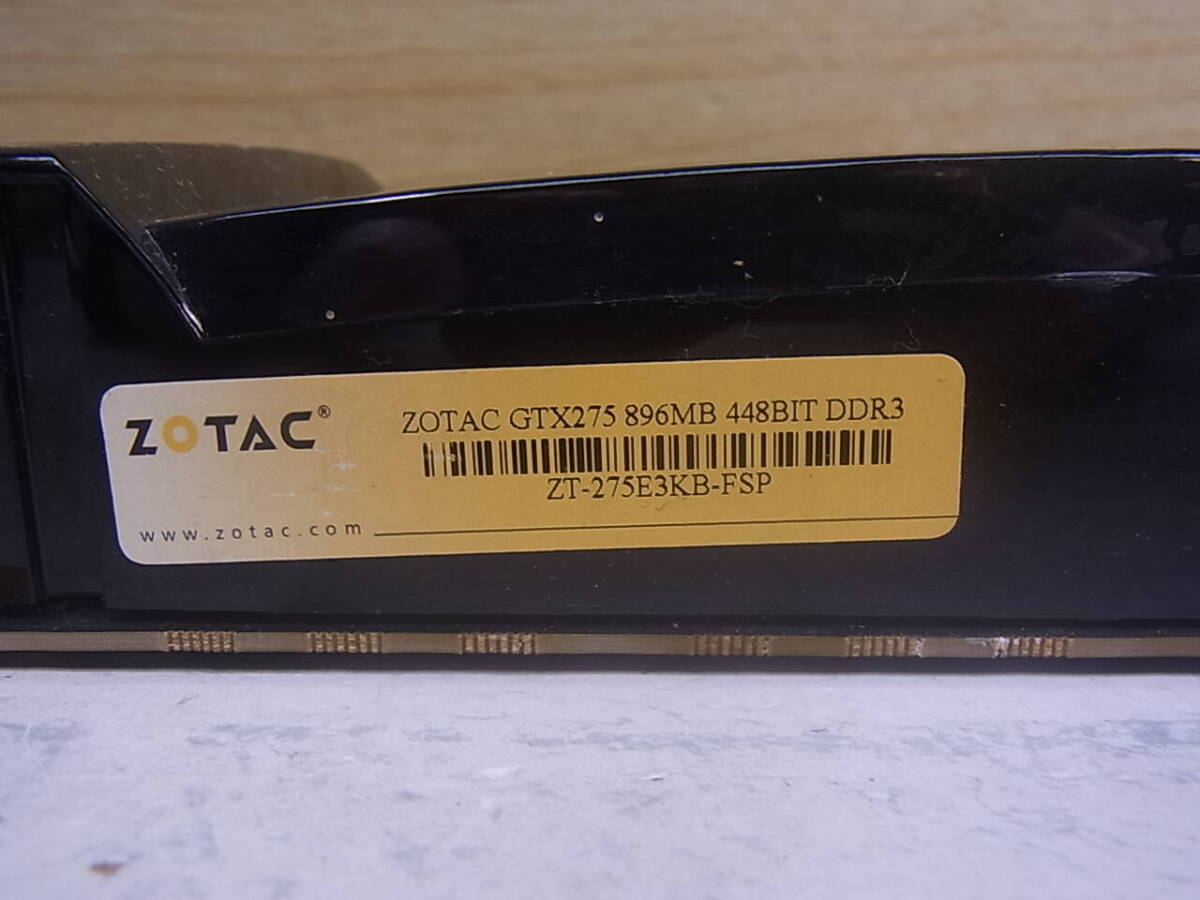 ZOTAC®
ZOTAC GTX275 896MB 448BIT DDR3
ZT-275E3KB-FSP
www.zotac.com